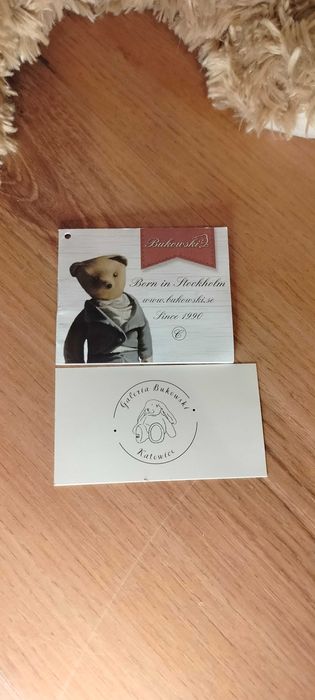 Bukowski
Born in Stockholm
www.bukowski.se
Since 1990
C
Galeria Bukowski
Katowice